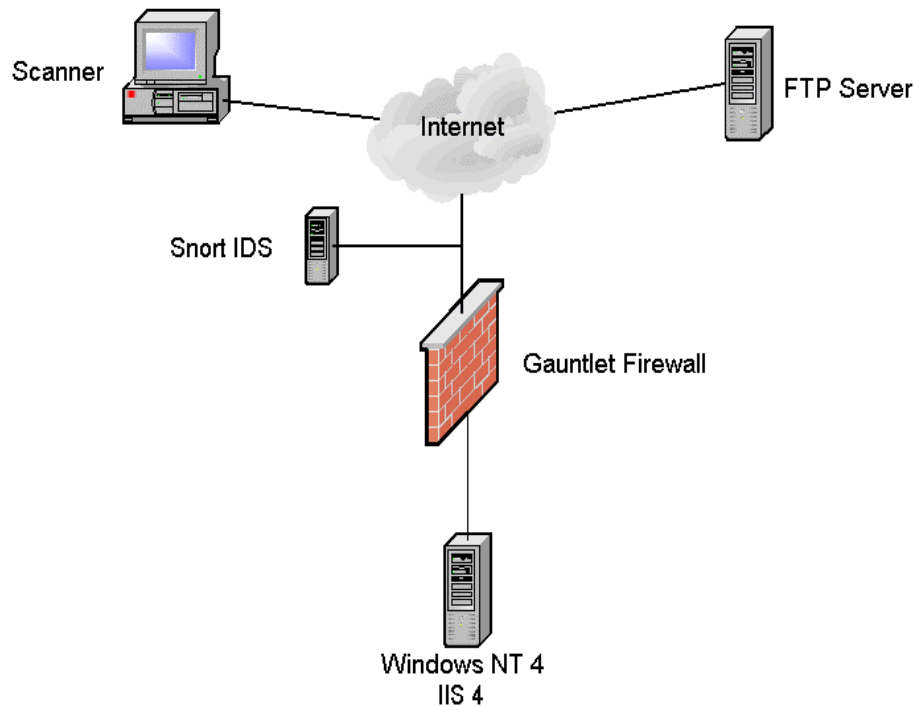 Scanner
FTP Server
Internet
Snort IDS
Gauntlet Firewall
Windows NT 4
IIS 4